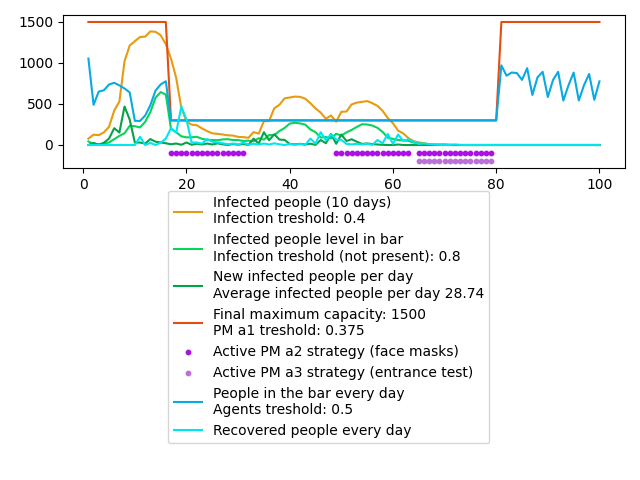 1500
1000
500
0
0
20
40
60
80
100
Infected people (10 days)
Infection treshold: 0.4
Infected people level in bar
Infection treshold (not present): 0.8
New infected people per day
Average infected people per day 28.74
Final maximum capacity: 1500
PM a1 treshold: 0.375
Active PM a2 strategy (face masks)
Active PM a3 strategy (entrance test)
People in the bar every day
Agents treshold: 0.5
Recovered people every day